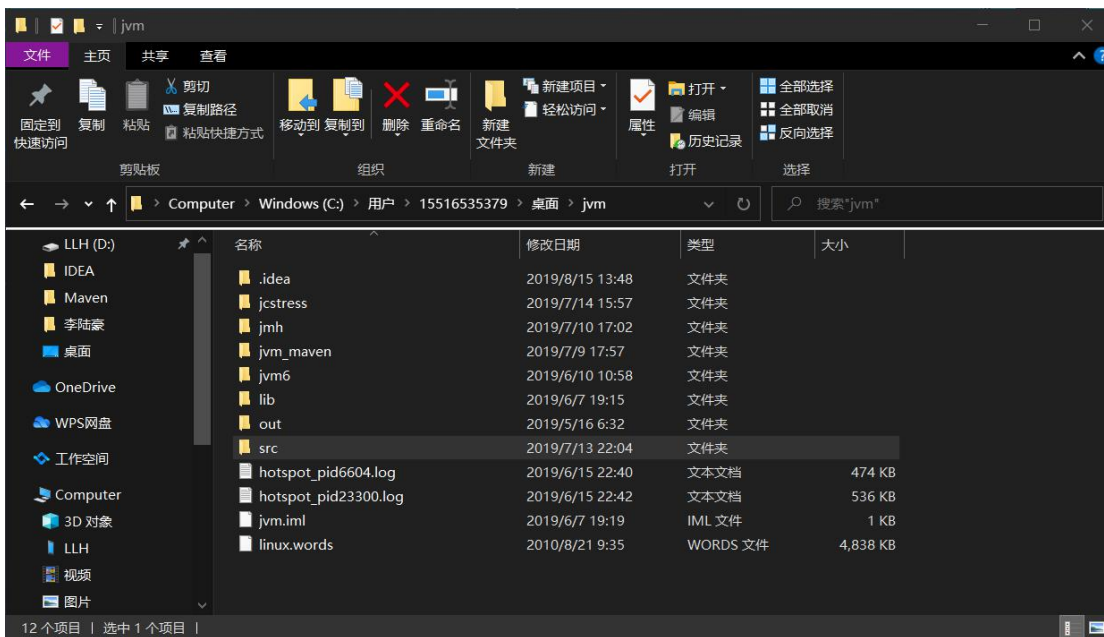 jvm
文件 主页 共享 查看
固定到快速访问 复制 粘贴 剪切
复制路径
粘贴快捷方式
移动到 复制到 删除 重命名
新建文件夹 新建项目
轻松访问
属性 打开
编辑
历史记录
全部选择
全部取消
反向选择
剪贴板 组织 新建 打开 选择
Computer > Windows (C:) > 用户 > 15516535379 > 桌面 > jvm 搜索"jvm"
LLH (D:)
IDEA
Maven
李陆豪
桌面
OneDrive
WPS网盘
工作空间
Computer
3D 对象
LLH
视频
图片
名称 修改日期 类型 大小
.idea 2019/8/15 13:48 文件夹
jcstress 2019/7/14 15:57 文件夹
jmh 2019/7/10 17:02 文件夹
jvm_maven 2019/7/9 17:57 文件夹
jvm6 2019/6/10 10:58 文件夹
lib 2019/6/7 19:15 文件夹
out 2019/5/16 6:32 文件夹
src 2019/7/13 22:04 文件夹
hotspot_pid6604.log 2019/6/15 22:40 文本文档 474 KB
hotspot_pid23300.log 2019/6/15 22:42 文本文档 536 KB
jvm.iml 2019/6/7 19:19 IML 文件 1 KB
linux.words 2010/8/21 9:35 WORDS 文件 4,838 KB
12 个项目 | 选中 1 个项目 |